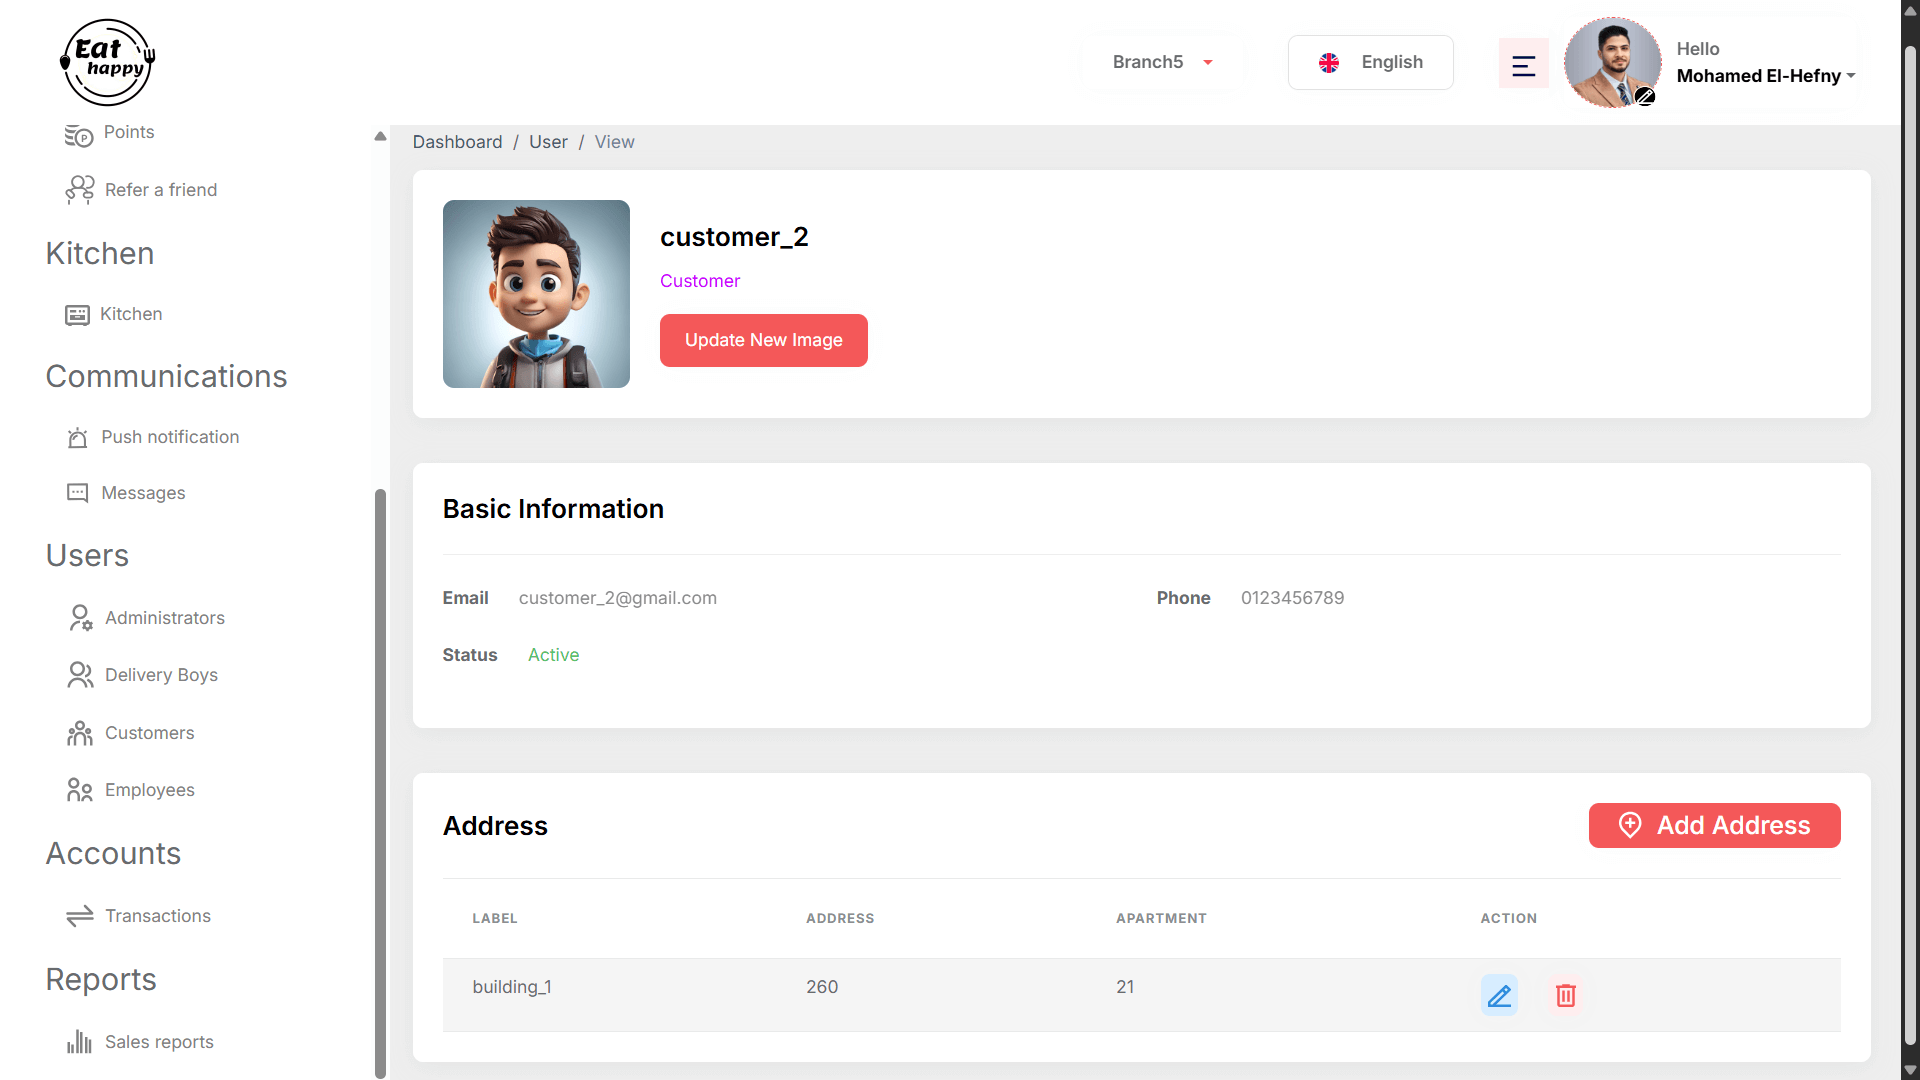 Eat
happy
Branch5
English
Hello
Mohamed El-Hefny
Points
Refer a friend
Kitchen
Kitchen
Communications
Push notification
Messages
Users
Administrators
Delivery Boys
Customers
Employees
Accounts
Transactions
Reports
Sales reports
Dashboard / User / View
customer_2
Customer
Update New Image
Basic Information
Email customer_2@gmail.com
Phone 0123456789
Status Active
Address
Add Address
LABEL ADDRESS APARTMENT ACTION
building_1 260 21